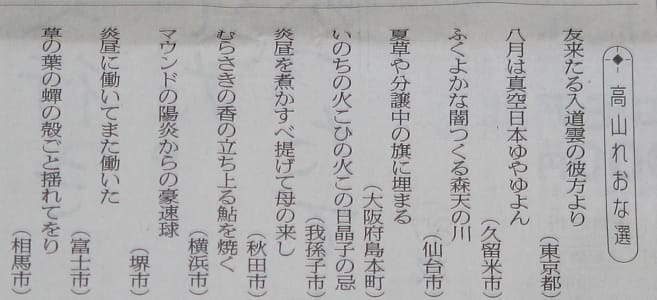 高山れおな選
友来たる入道雲の彼方より
（東京都）
八月は真空日本ゆやゆよん
（久留米市）
ふくよかな闇つくる森天の川
（仙台市）
夏草や分譲中の旗に埋まる
（大阪府島本町）
いのちの火こひの火この日晶子の忌
（我孫子市）
炎昼を煮かすべ提げて母の来し
（秋田市）
むらさきの香の立ち上る鮎を焼く
（横浜市）
マウンドの陽炎からの豪速球
（堺市）
炎昼に働いてまた働いた
（富士市）
草の葉の蟬の殻ごと揺れてをり
（相馬市）